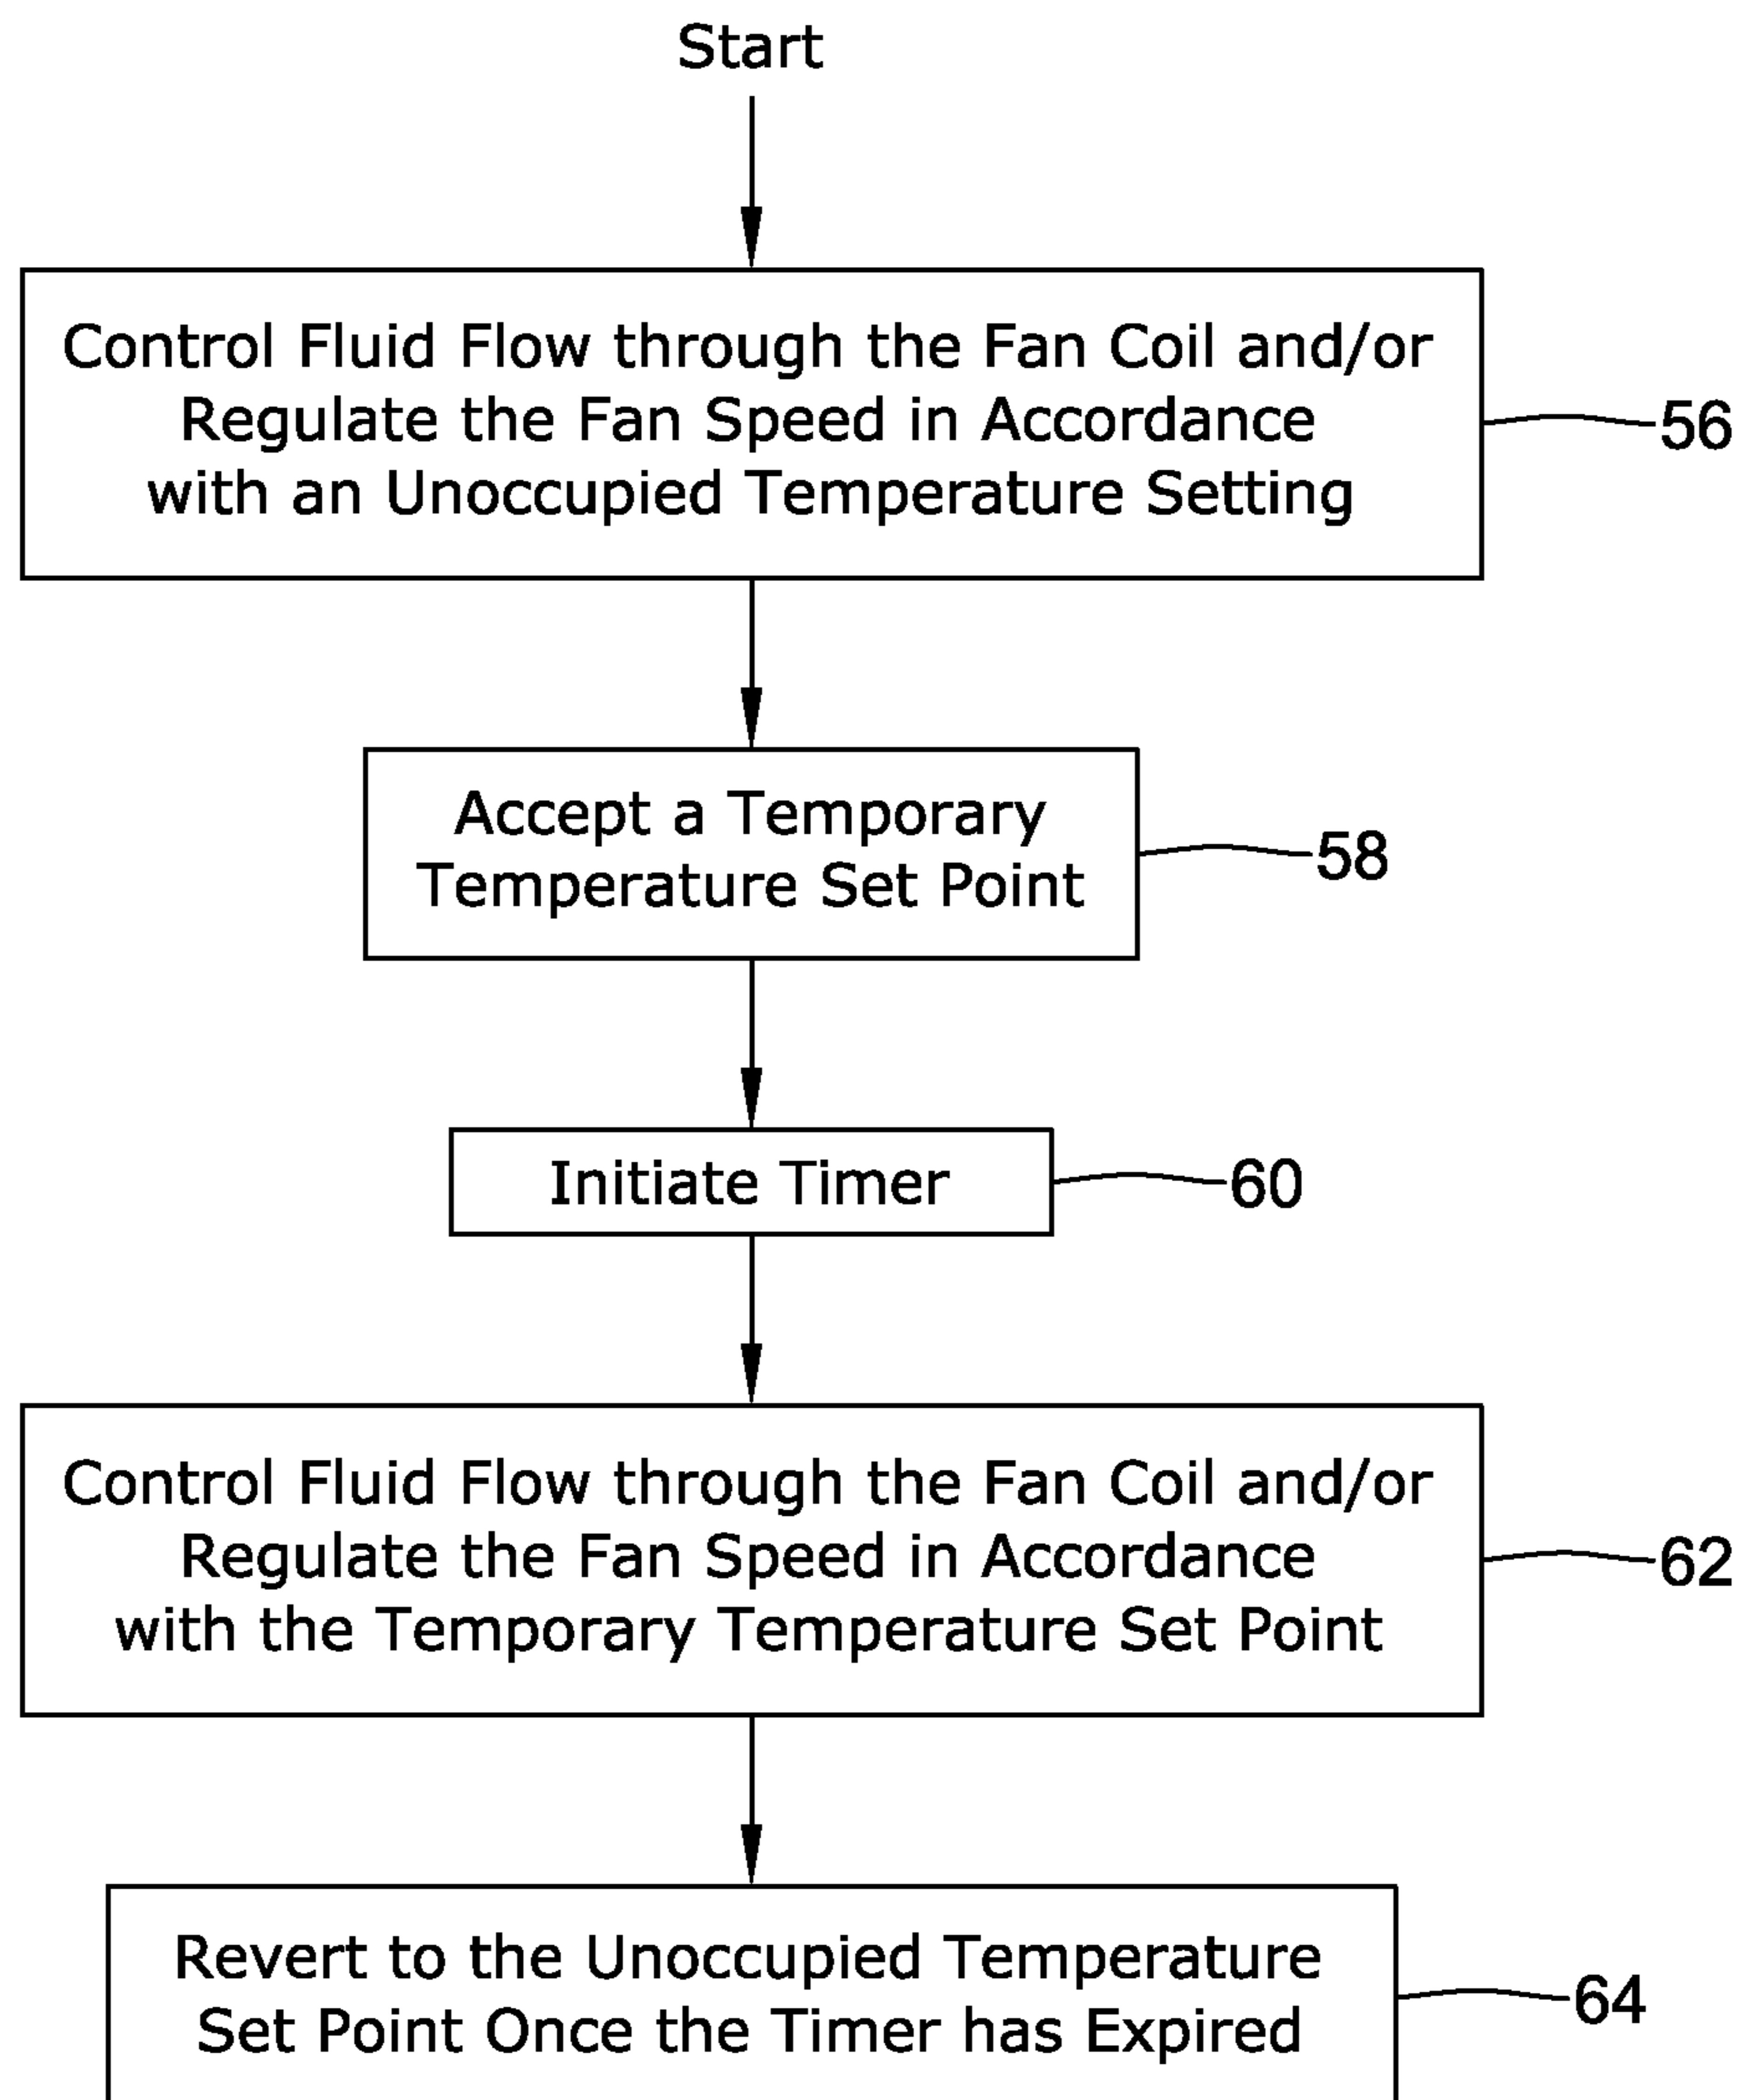 Start
Control Fluid Flow through the Fan Coil and/or
Regulate the Fan Speed in Accordance
with an Unoccupied Temperature Setting
56
Accept a Temporary
Temperature Set Point
58
Initiate Timer
60
Control Fluid Flow through the Fan Coil and/or
Regulate the Fan Speed in Accordance
with the Temporary Temperature Set Point
62
Revert to the Unoccupied Temperature
Set Point Once the Timer has Expired
64